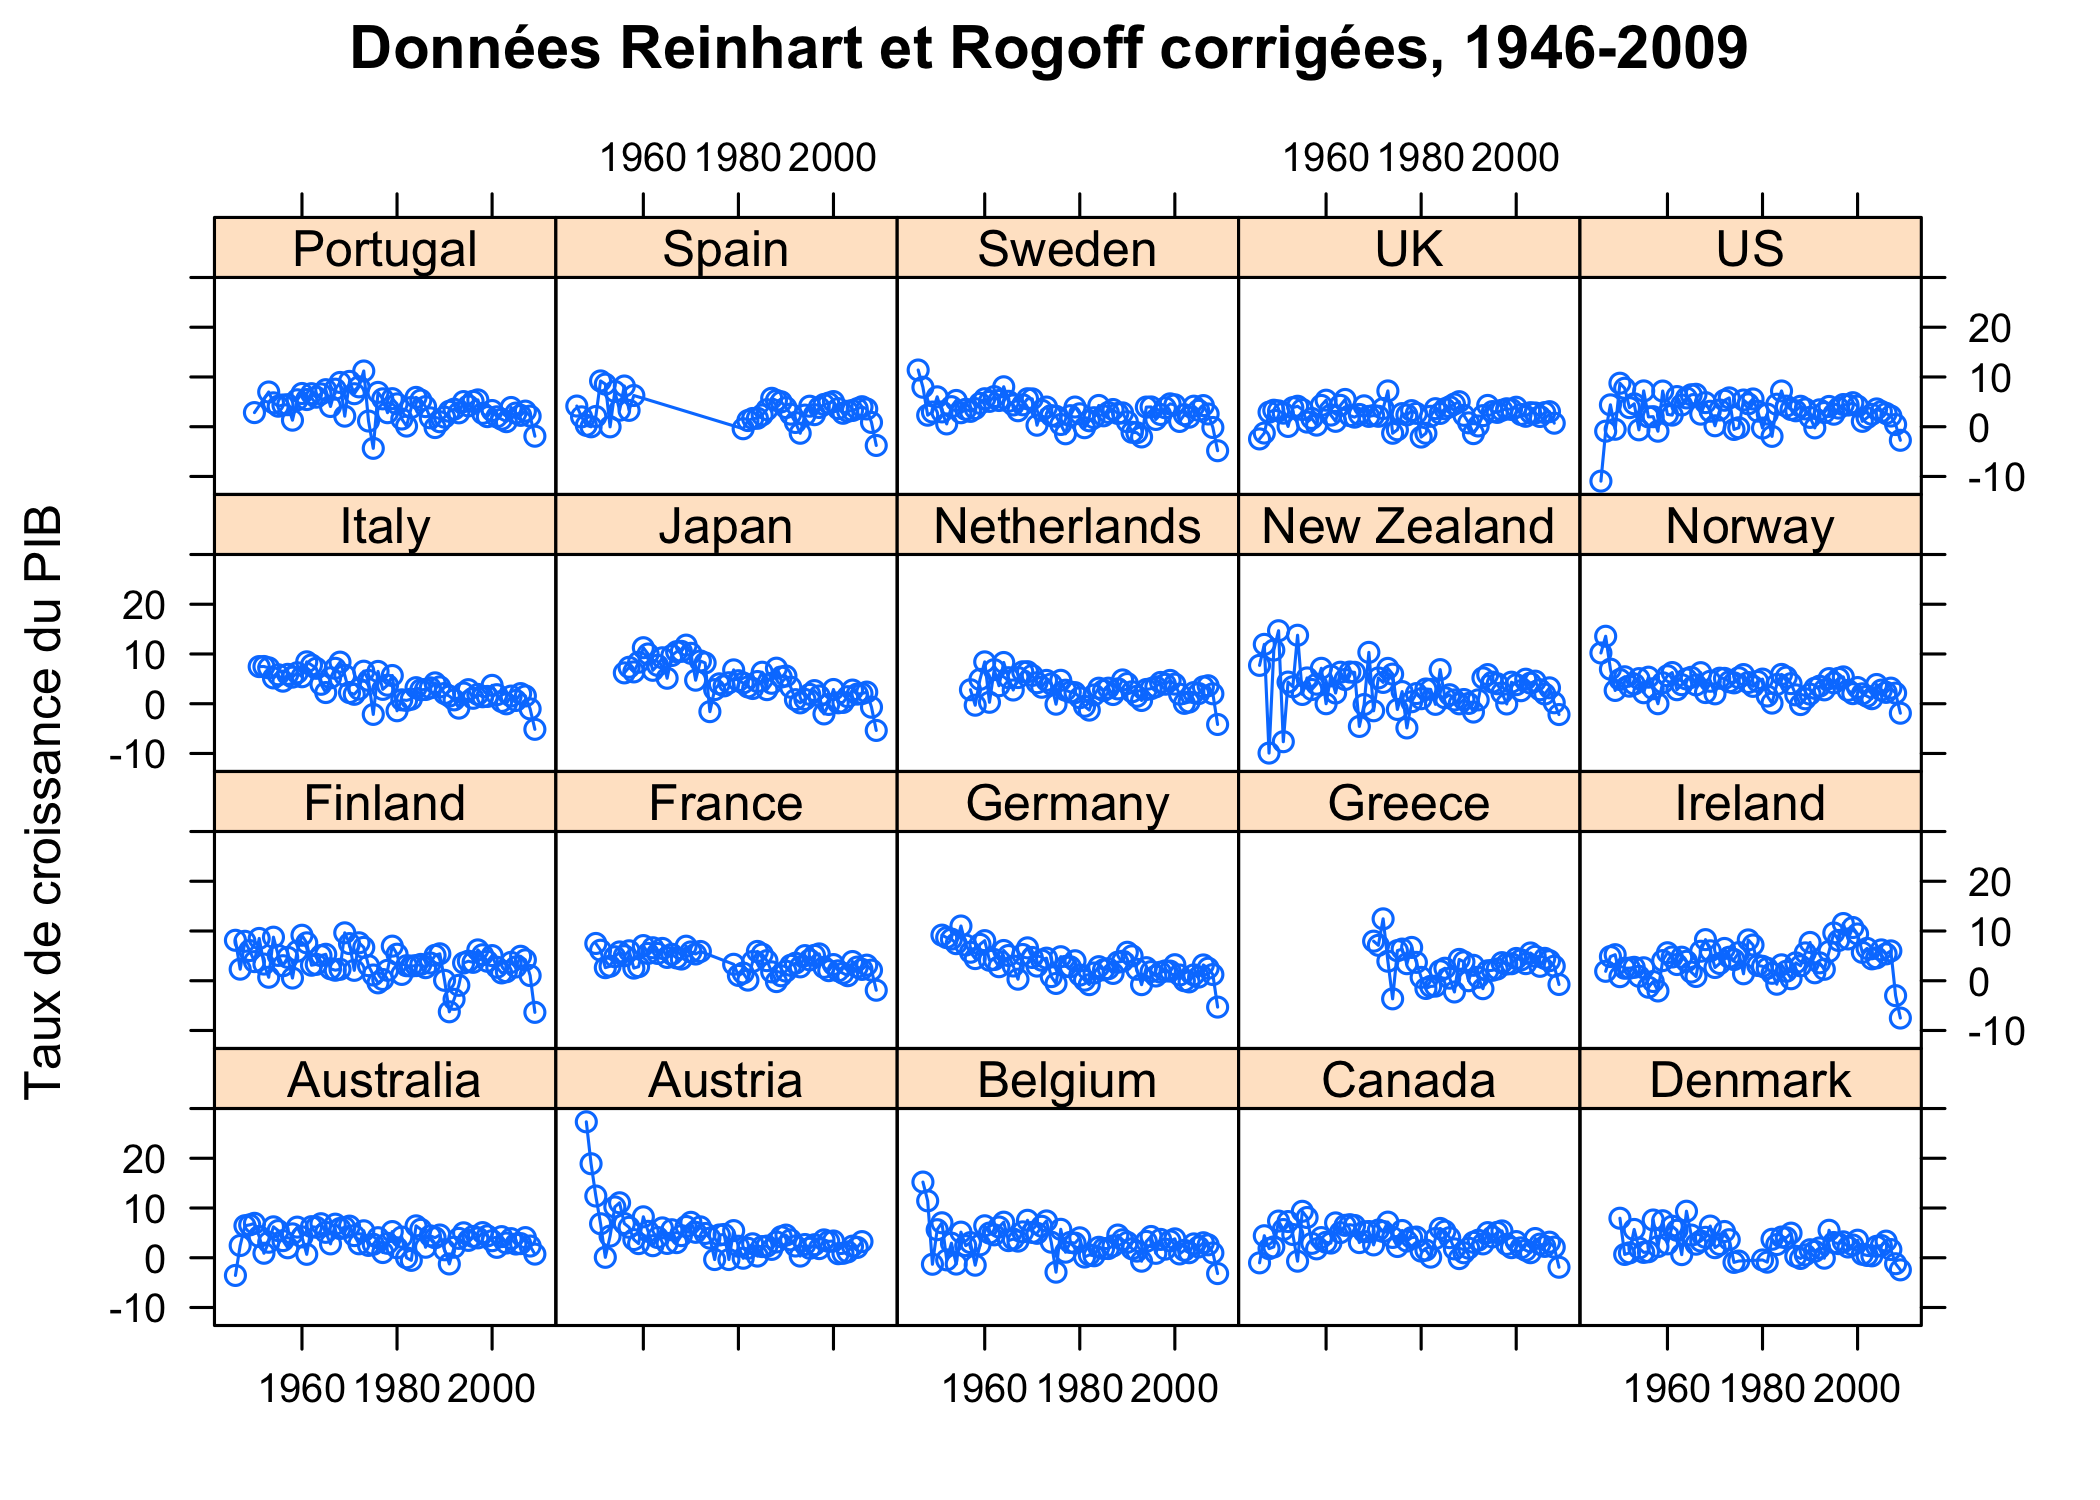 Données Reinhart et Rogoff corrigées, 1946-2009
1960 1980 2000 1960 1980 2000
Portugal Spain Sweden UK US
20
10
0
-10
Italy Japan Netherlands New Zealand Norway
20
10
0
-10
Finland France Germany Greece Ireland
20
10
0
-10
Australia Austria Belgium Canada Denmark
20
10
0
-10
1960 1980 2000 1960 1980 2000 1960 1980 2000
Taux de croissance du PIB